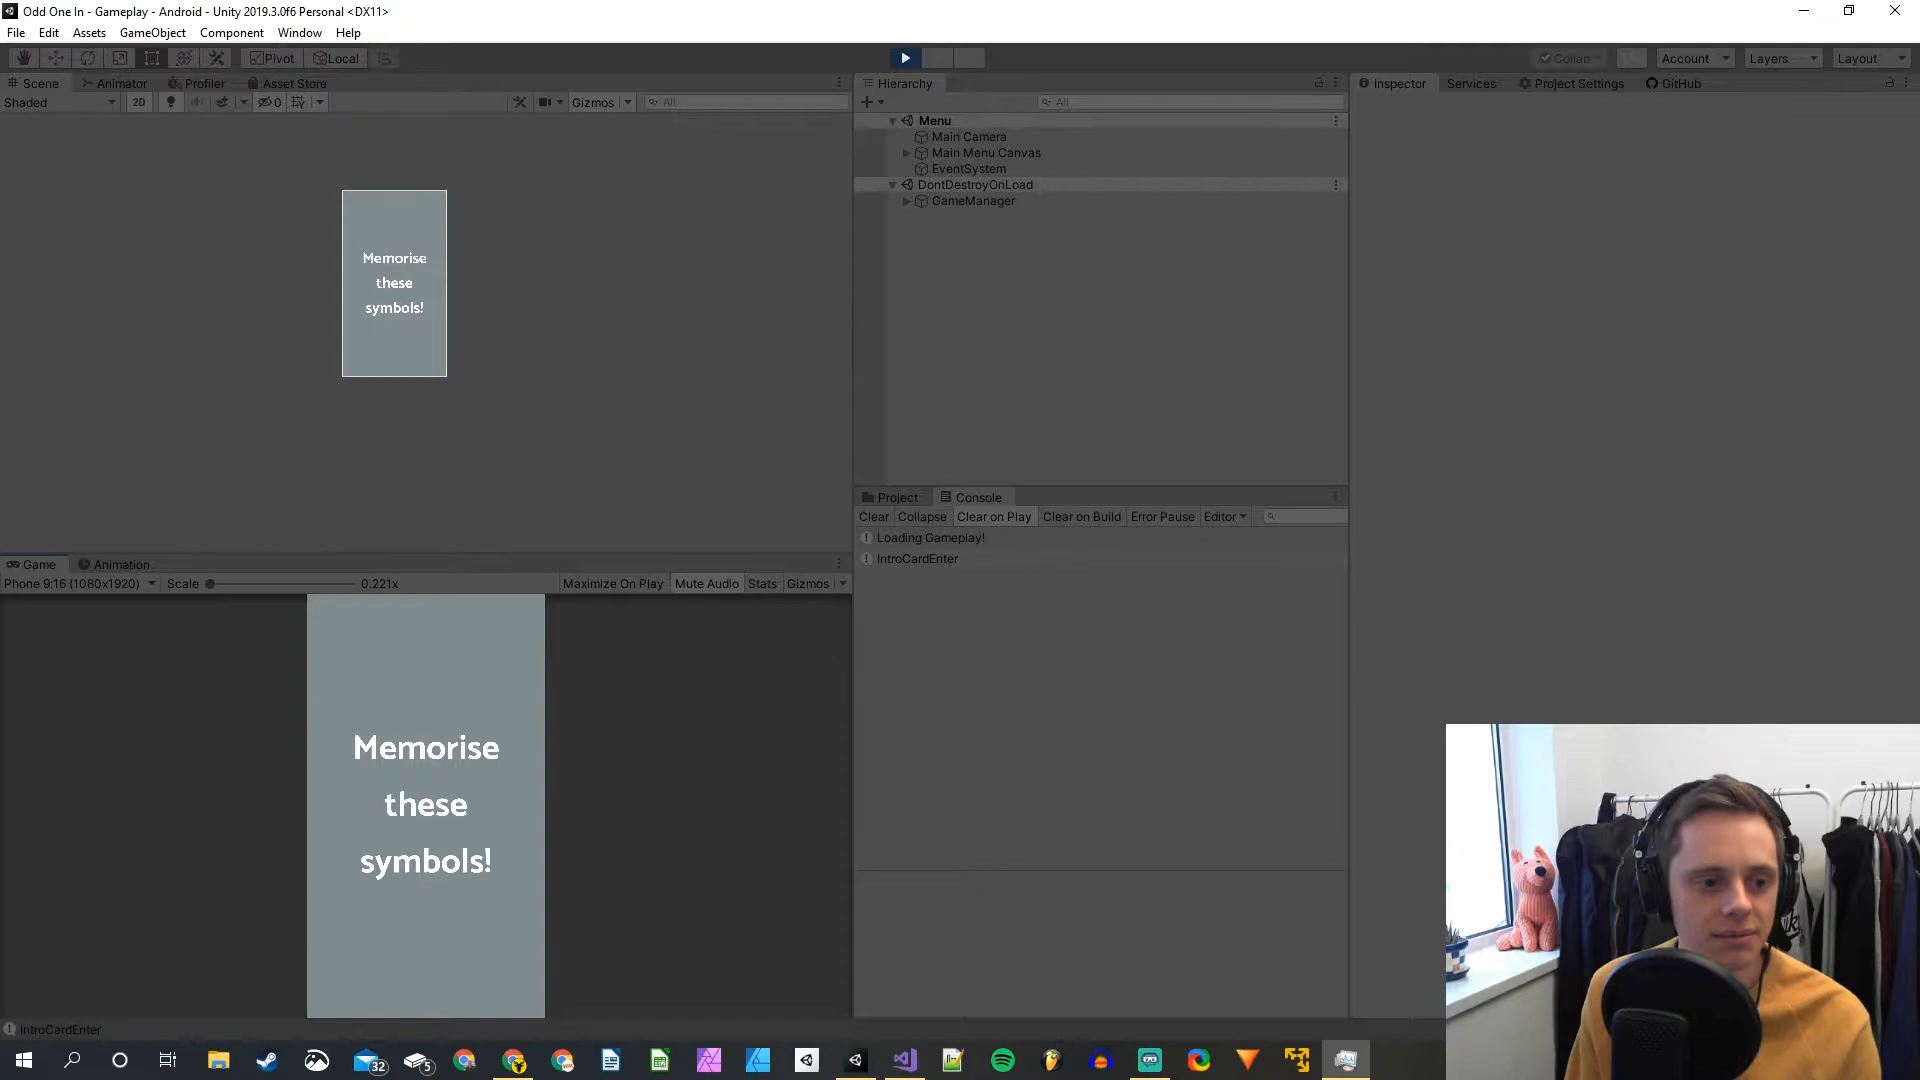 Odd One In - Gameplay - Android - Unity 2019.3.0f6 Personal <DX11>
File Edit Assets GameObject Component Window Help
Pivot Local Collab Account Layers Layout
Scene Animator Profiler Asset Store
Shaded 2D 0 Gizmos All
Memorise
these
symbols!
Game Animation
Phone 9:16 (1080x1920) Scale 0.221x Maximize On Play Mute Audio Stats Gizmos
Memorise
these
symbols!
IntroCardEnter
Hierarchy
All
Menu
Main Camera
Main Menu Canvas
EventSystem
DontDestroyOnLoad
GameManager
Project Console
Clear Collapse Clear on Play Clear on Build Error Pause Editor
Loading Gameplay!
IntroCardEnter
Inspector Services Project Settings GitHub
32
5